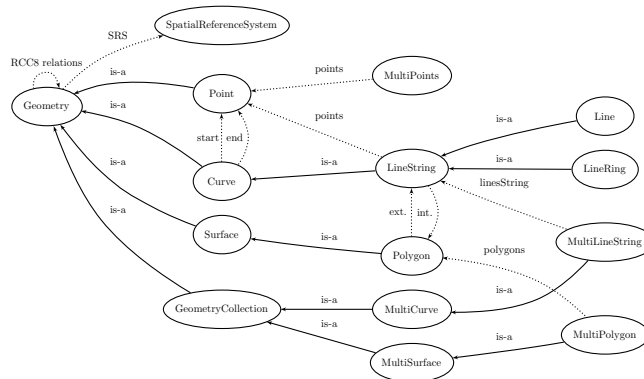 SpatialReferenceSystem
SRS
RCC8 relations
is-a
points
MultiPoints
Geometry
Point
is-a
points
is-a
Line
start
end
is-a
is-a
LineString
LineRing
Curve
is-a
linesString
ext.
int.
Surface
is-a
MultiLineString
Polygon
polygons
is-a
is-a
is-a
GeometryCollection
MultiCurve
is-a
is-a
MultiPolygon
MultiSurface